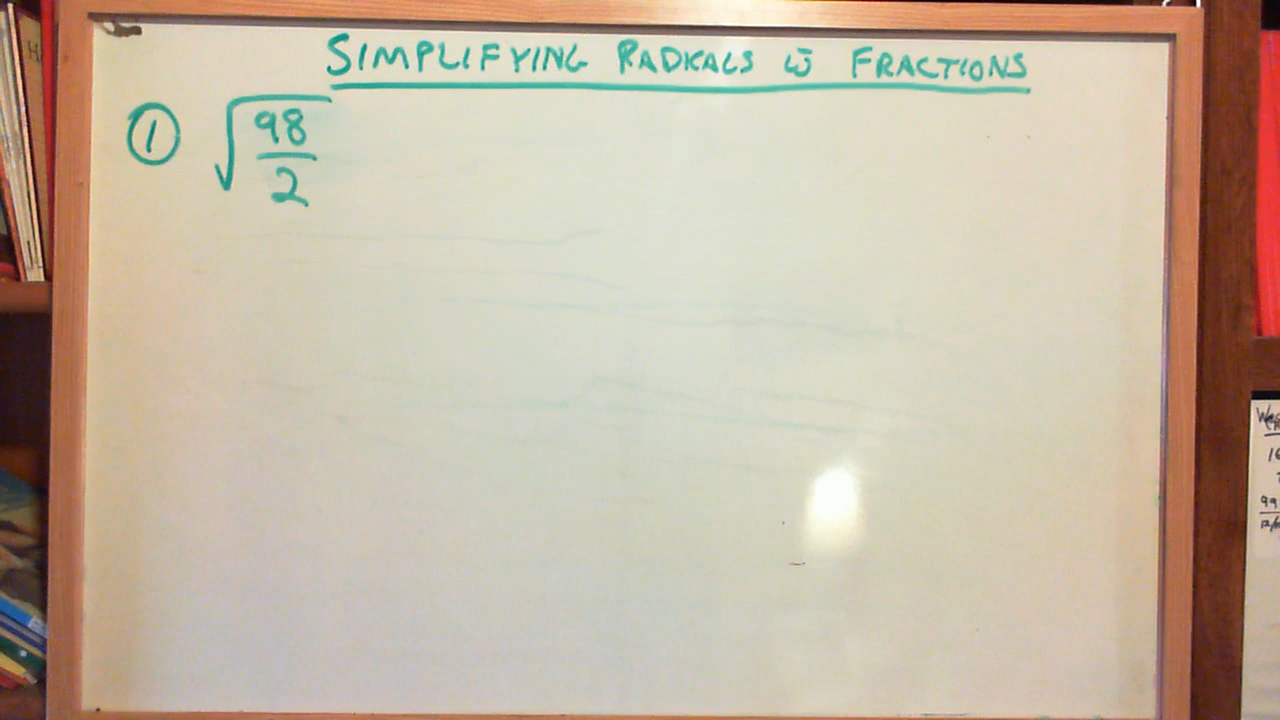 SIMPLIFYING RADICALS w̄ FRACTIONS
① √(98/2)